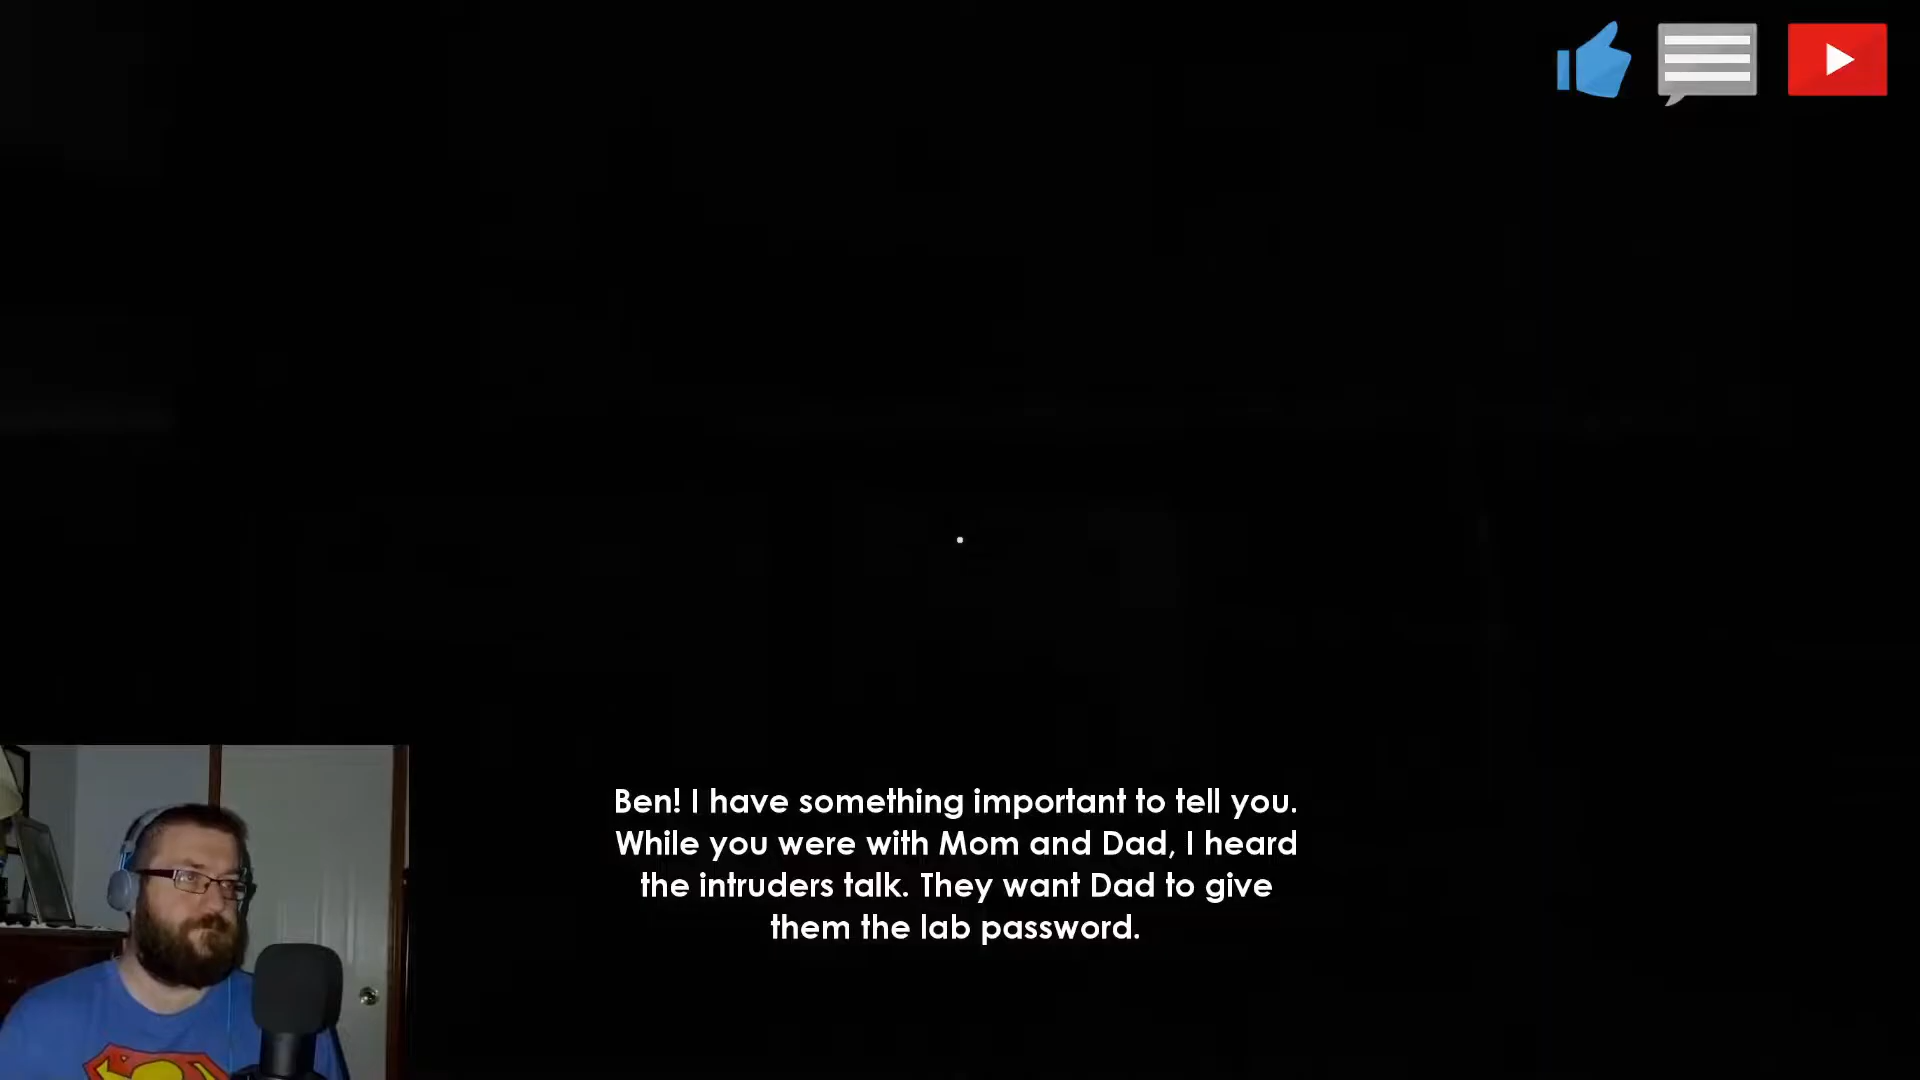 Ben! I have something important to tell you.
While you were with Mom and Dad, I heard
the intruders talk. They want Dad to give
them the lab password.